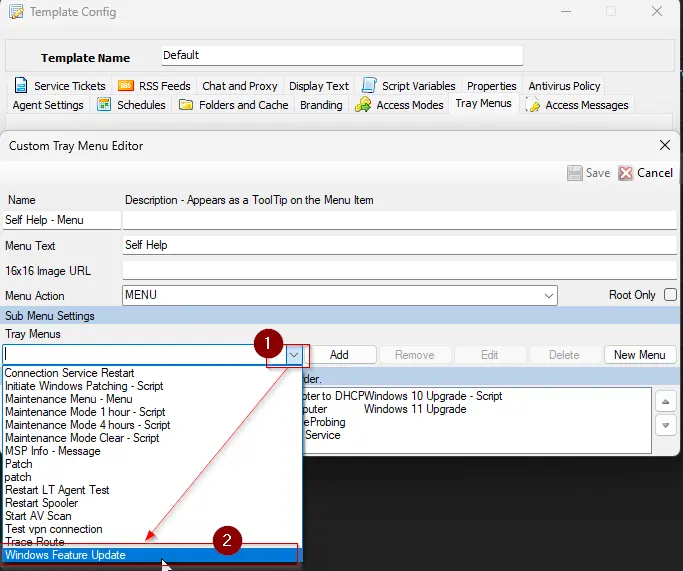 Template Config
Template Name Default
Service Tickets RSS Feeds Chat and Proxy Display Text Script Variables Properties Antivirus Policy
Agent Settings Schedules Folders and Cache Branding Access Modes Tray Menus Access Messages
Custom Tray Menu Editor
Save Cancel
Name Description - Appears as a ToolTip on the Menu Item
Self Help - Menu
Menu Text Self Help
16x16 Image URL
Menu Action MENU Root Only
Sub Menu Settings
Tray Menus
1 Add Remove Edit Delete New Menu
Connection Service Restart
Initiate Windows Patching - Script
Maintenance Menu - Menu
Maintenance Mode 1 hour - Script
Maintenance Mode 4 hours - Script
Maintenance Mode Clear - Script
MSP Info - Message
Patch
patch
Restart LT Agent Test
Restart Spooler
Start AV Scan
Test vpn connection
Trace Route
Windows Feature Update
2
DHCP Windows 10 Upgrade - Script
Windows 11 Upgrade
Service